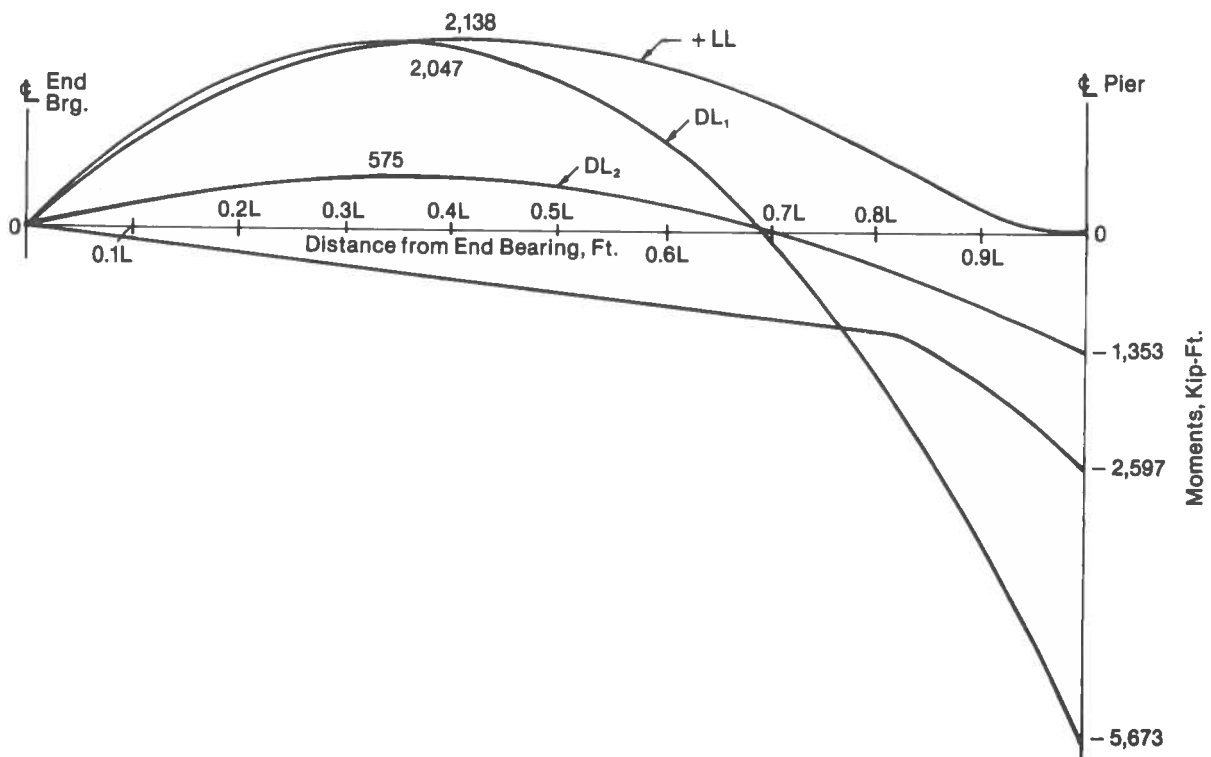 2,138
+ LL
℄ End
Brg.
2,047
℄ Pier
DL₁
575
DL₂
0
0.1L
0.2L
0.3L
0.4L
0.5L
0.6L
0.7L
0.8L
0.9L
0
Distance from End Bearing, Ft.
– 1,353
– 2,597
– 5,673
Moments, Kip-Ft.